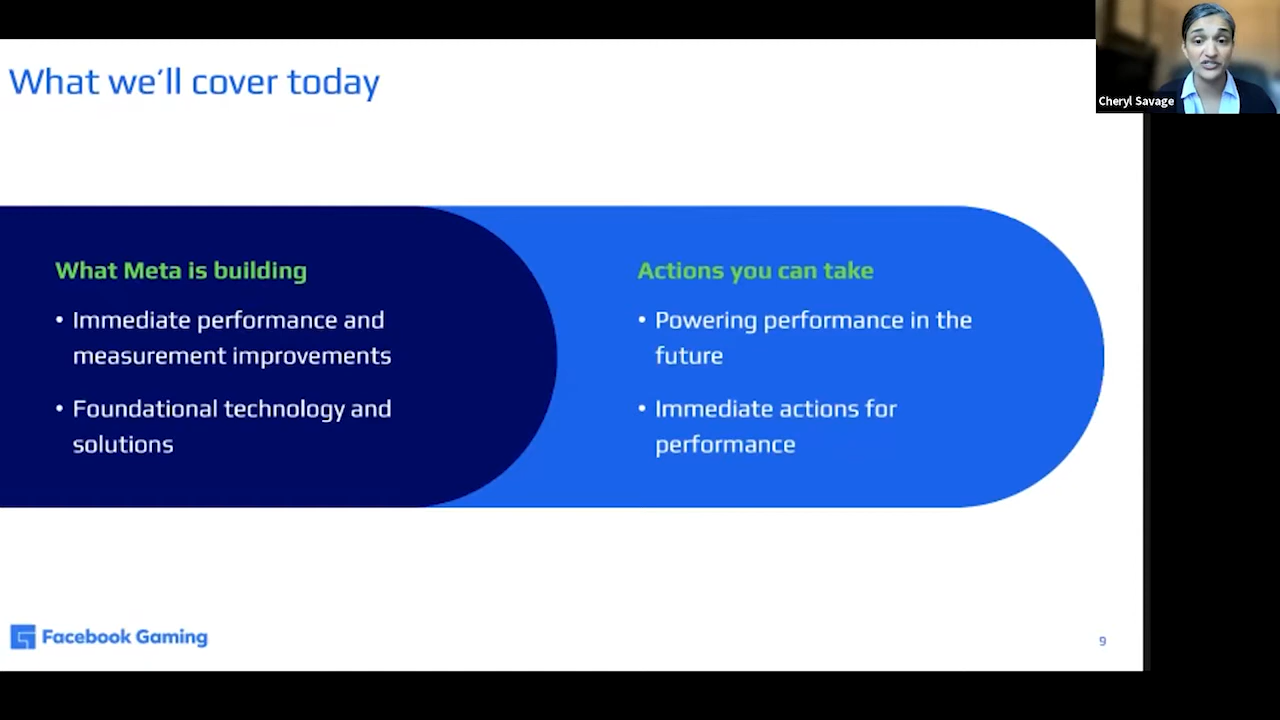 What we'll cover today
Cheryl Savage
What Meta is building
• Immediate performance and
measurement improvements
• Foundational technology and
solutions
Actions you can take
• Powering performance in the
future
• Immediate actions for
performance
Facebook Gaming
9